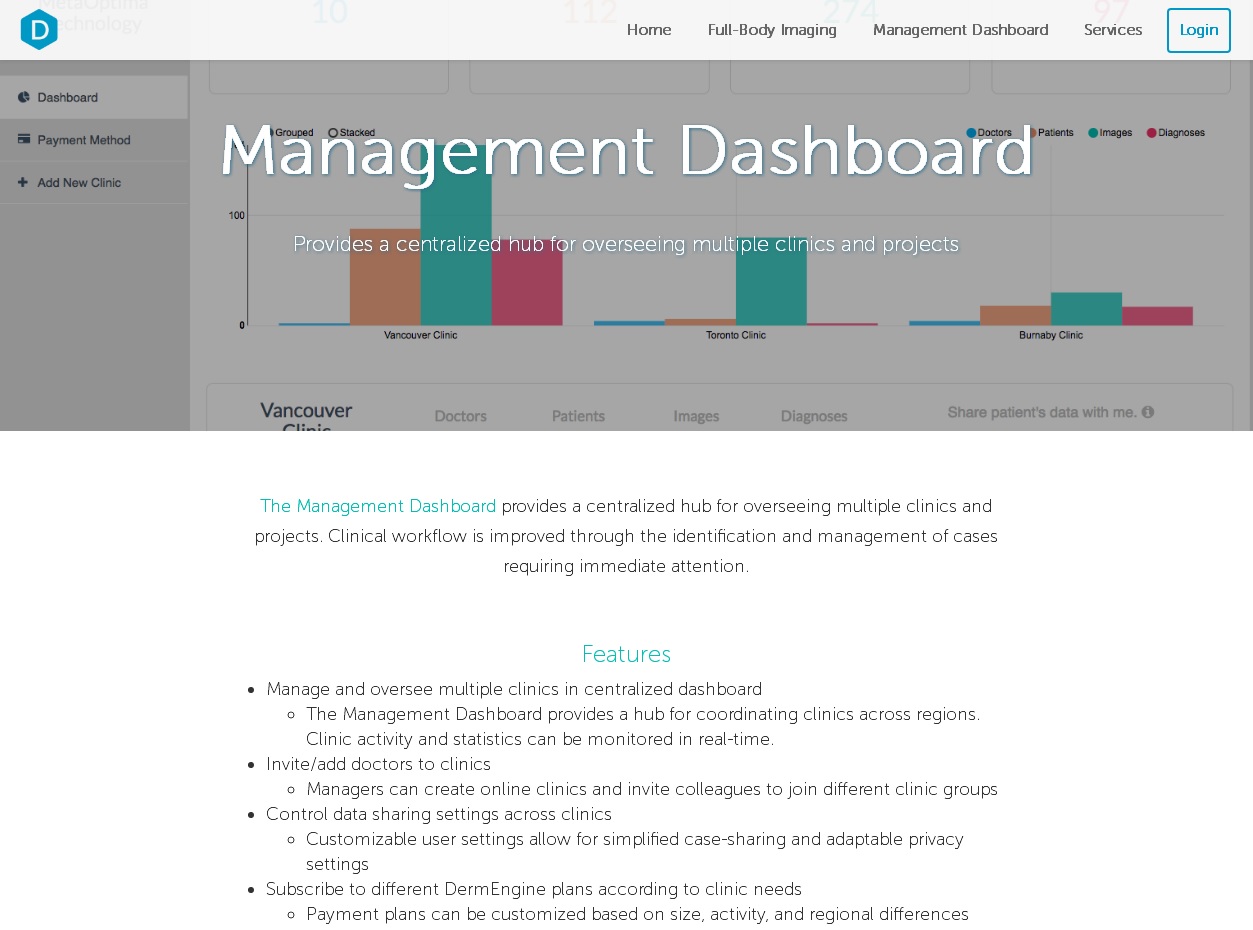 MetaOptima
Technology
10
112
274
97
D
Home
Full-Body Imaging
Management Dashboard
Services
Login
Dashboard
Payment Method
Add New Clinic
Grouped
Stacked
Doctors
Patients
Images
Diagnoses
Management Dashboard
100
Provides a centralized hub for overseeing multiple clinics and projects
0
Vancouver Clinic
Toronto Clinic
Burnaby Clinic
Vancouver
Clinic
Doctors
Patients
Images
Diagnoses
Share patient's data with me.
The Management Dashboard provides a centralized hub for overseeing multiple clinics and
projects. Clinical workflow is improved through the identification and management of cases
requiring immediate attention.
Features
Manage and oversee multiple clinics in centralized dashboard
The Management Dashboard provides a hub for coordinating clinics across regions.
Clinic activity and statistics can be monitored in real-time.
Invite/add doctors to clinics
Managers can create online clinics and invite colleagues to join different clinic groups
Control data sharing settings across clinics
Customizable user settings allow for simplified case-sharing and adaptable privacy
settings
Subscribe to different DermEngine plans according to clinic needs
Payment plans can be customized based on size, activity, and regional differences